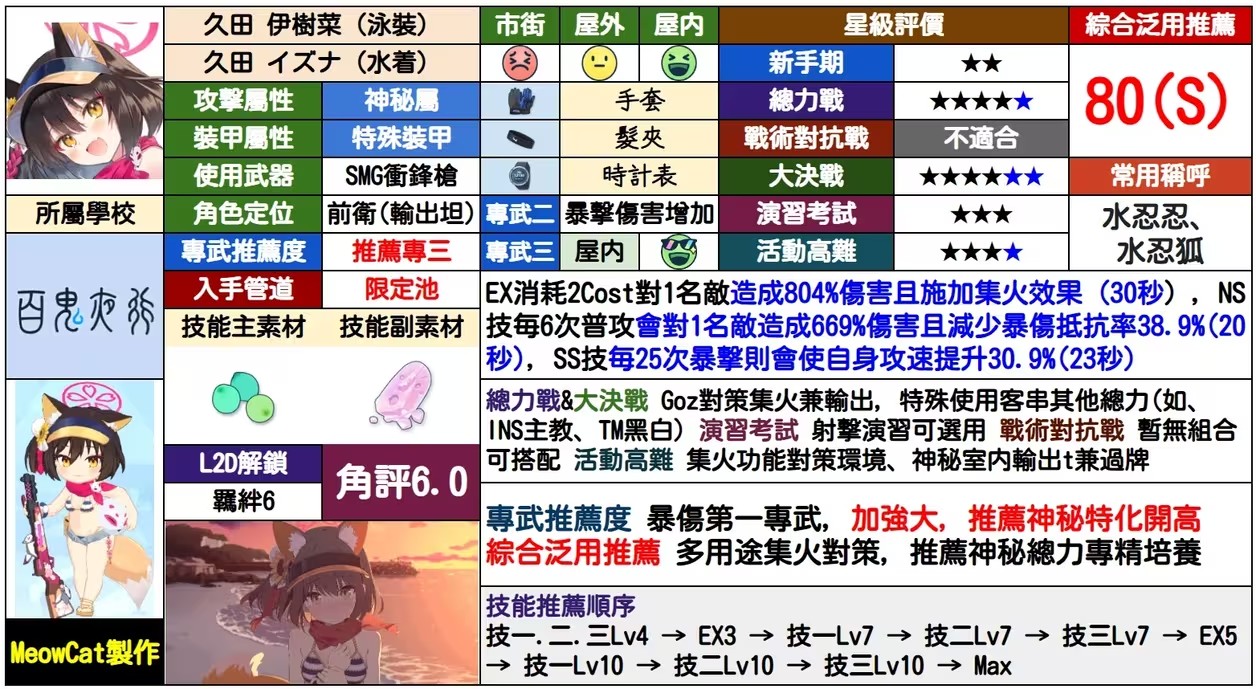 久田 伊樹菜（泳裝）
久田 イズナ（水着）
攻擊屬性 神秘屬
裝甲屬性 特殊裝甲
使用武器 SMG衝鋒槍
角色定位 前衛(輸出坦)
專武推薦度 推薦專三
入手管道 限定池
技能主素材 技能副素材
L2D解鎖
羈絆6
角評6.0
所屬學校
百鬼夜行
MeowCat製作
市街 屋外 屋内
手套
髮夾
時計表
專武二 暴擊傷害增加
專武三 屋内
星級評價
新手期 ★★
總力戰 ★★★★★
戰術對抗戰 不適合
大決戰 ★★★★★★
演習考試 ★★★
活動高難 ★★★★
綜合泛用推薦
80(S)
常用稱呼
水忍忍、
水忍狐
EX消耗2Cost對1名敵造成804%傷害且施加集火效果（30秒），NS
技每6次普攻會對1名敵造成669%傷害且減少暴傷抵抗率38.9%(20
秒)，SS技每25次暴擊則會使自身攻速提升30.9%(23秒)
總力戰&大決戰 Goz對策集火兼輸出，特殊使用客串其他總力(如、
INS主教、TM黑白) 演習考試 射擊演習可選用 戰術對抗戰 暫無組合
可搭配 活動高難 集火功能對策環境、神秘室内輸出t兼過牌
專武推薦度 暴傷第一專武，加強大，推薦神秘特化開高
綜合泛用推薦 多用途集火對策，推薦神秘總力專精培養
技能推薦順序
技一.二.三Lv4 → EX3 → 技一Lv7 → 技二Lv7 → 技三Lv7 → EX5
→ 技一Lv10 → 技二Lv10 → 技三Lv10 → Max